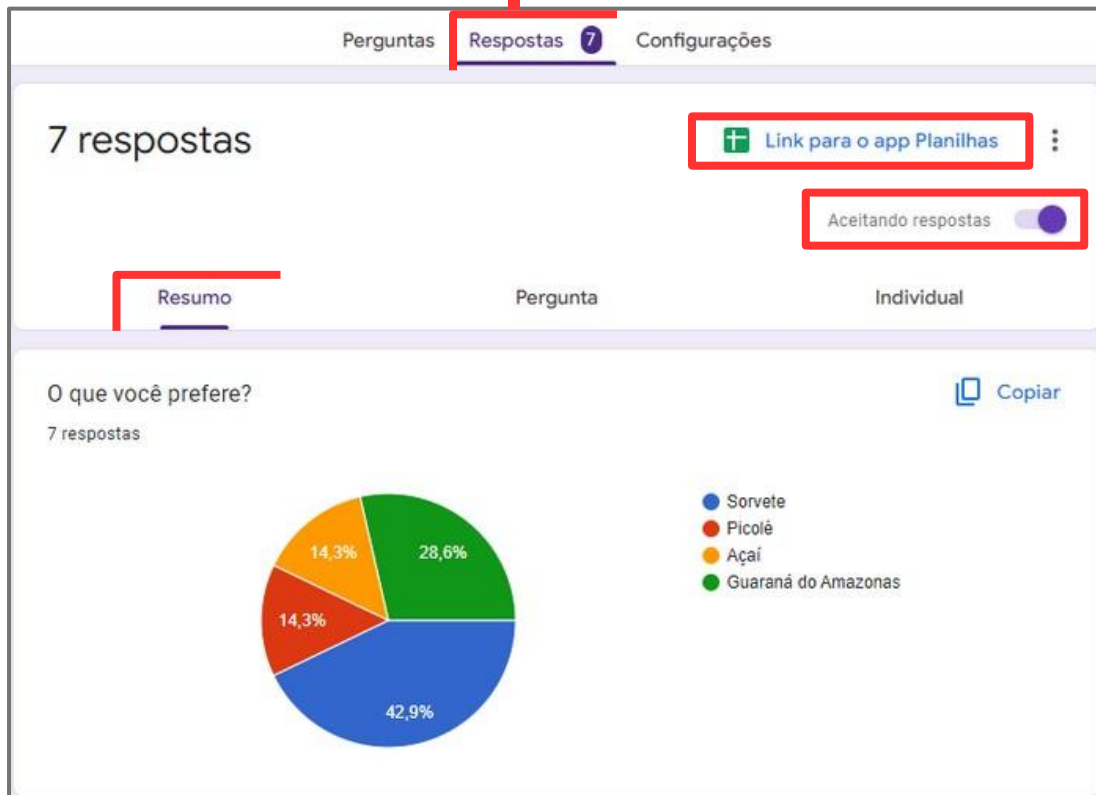 Perguntas Respostas 7 Configurações
7 respostas
Link para o app Planilhas
Aceitando respostas
Resumo Pergunta Individual
O que você prefere?
Copiar
7 respostas
Sorvete
Picolé
Açaí
Guaraná do Amazonas
14,3%
28,6%
14,3%
42,9%